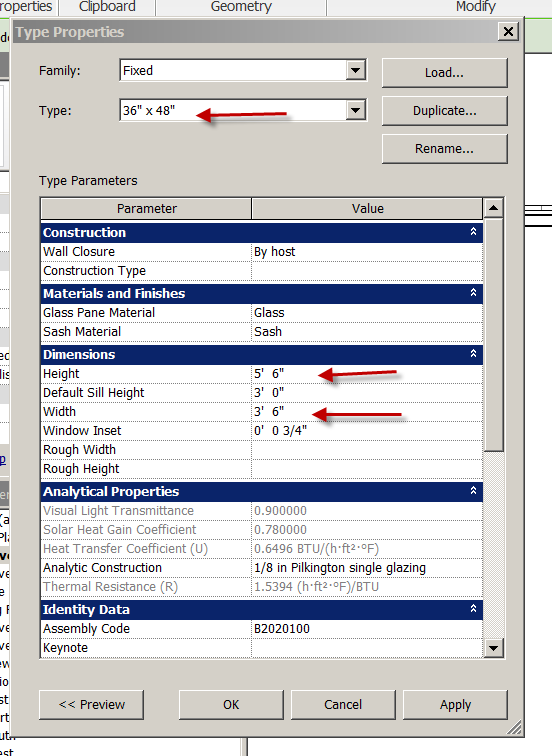 roperties Clipboard Geometry Modify
Type Properties
Family: Fixed Load...
Type: 36" x 48" Duplicate...
Rename...
Type Parameters
Parameter Value
Construction
Wall Closure By host
Construction Type
Materials and Finishes
Glass Pane Material Glass
Sash Material Sash
Dimensions
Height 5' 6"
Default Sill Height 3' 0"
Width 3' 6"
Window Inset 0' 0 3/4"
Rough Width
Rough Height
Analytical Properties
Visual Light Transmittance 0.900000
Solar Heat Gain Coefficient 0.780000
Heat Transfer Coefficient (U) 0.6496 BTU/(h·ft²·°F)
Analytic Construction 1/8 in Pilkington single glazing
Thermal Resistance (R) 1.5394 (h·ft²·°F)/BTU
Identity Data
Assembly Code B2020100
Keynote
<< Preview OK Cancel Apply